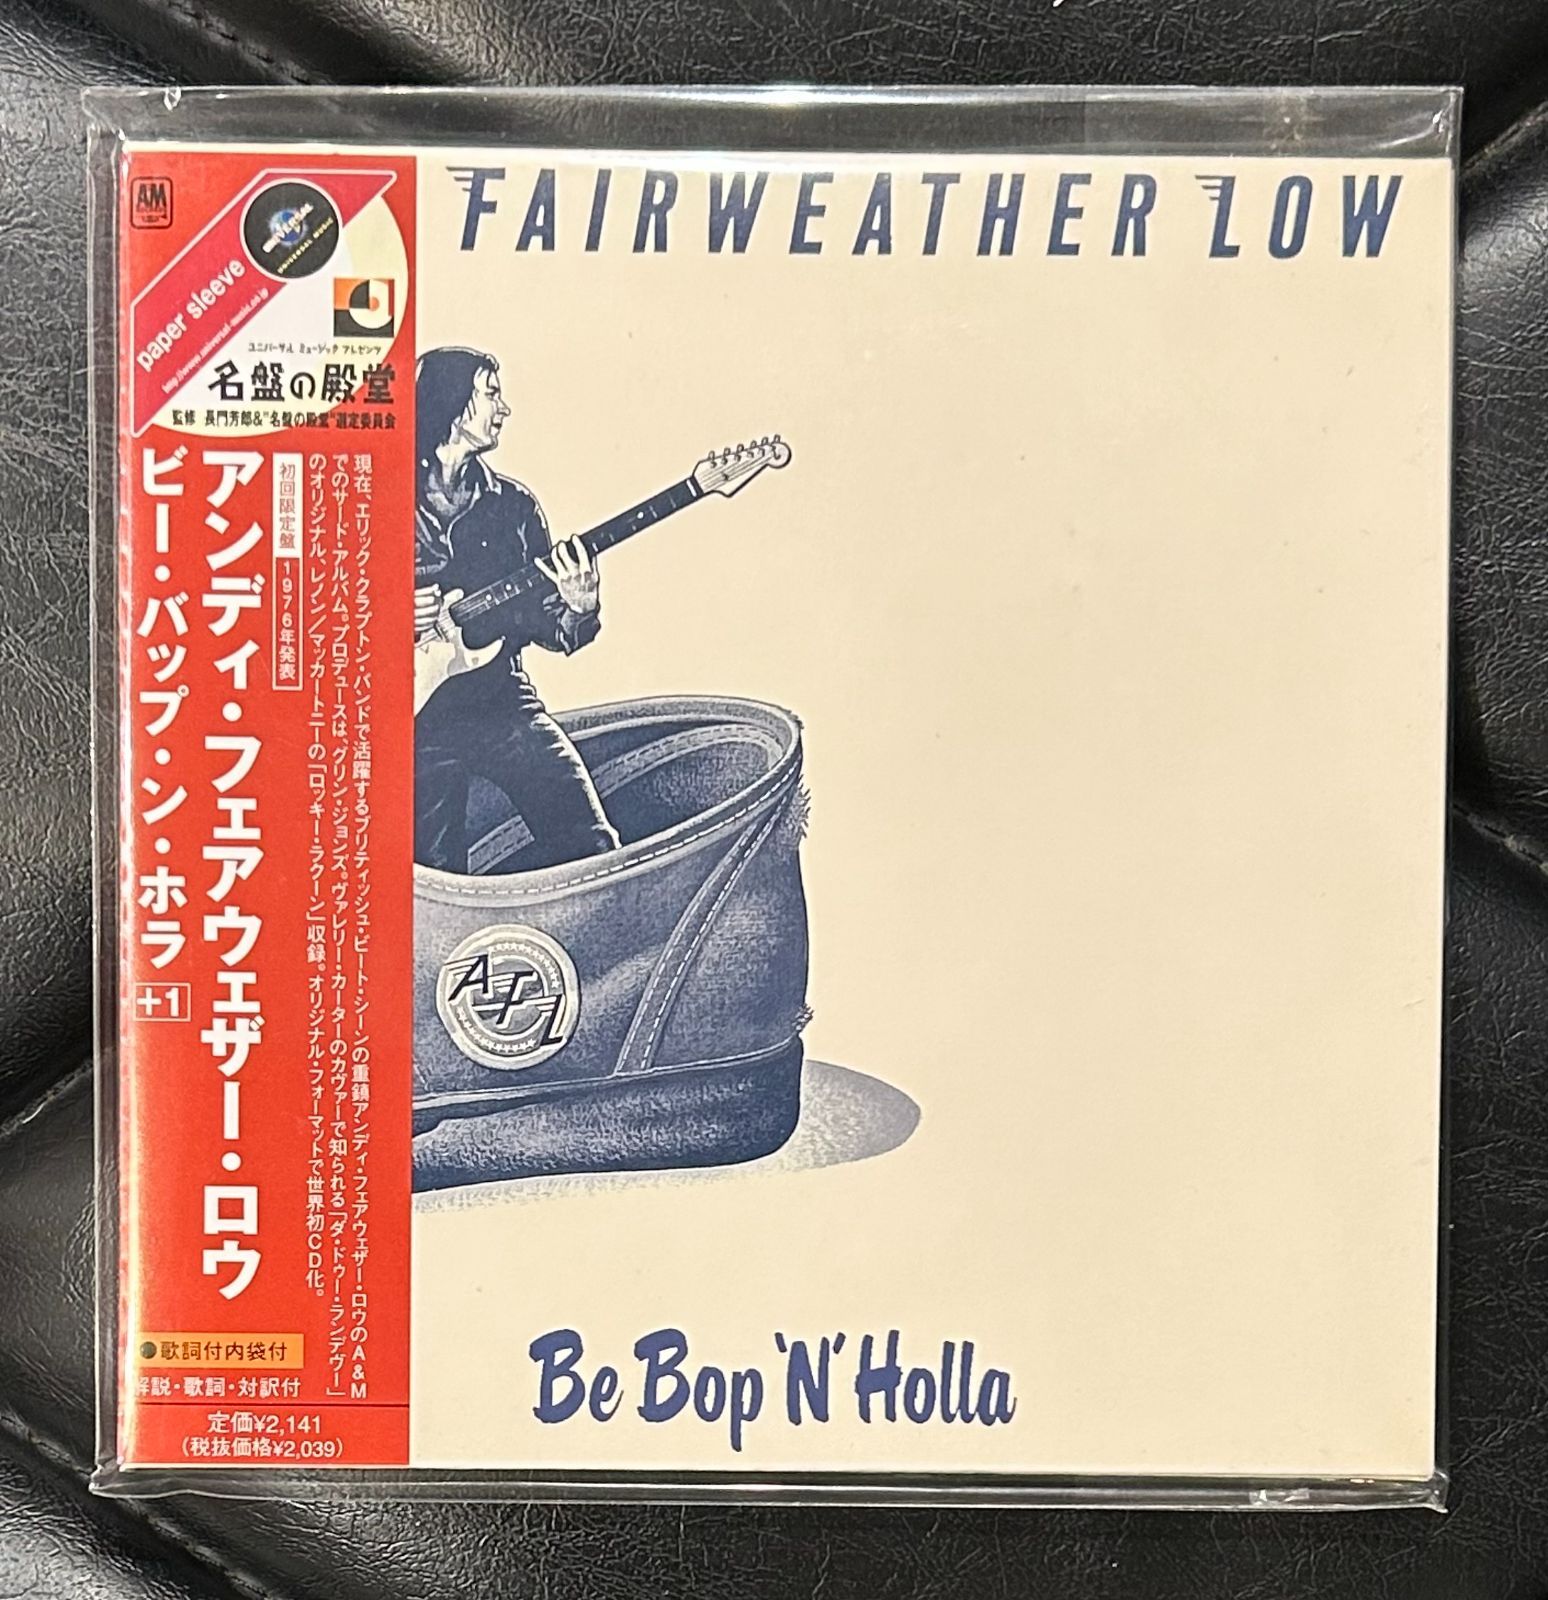 FAIRWEATHER LOW
AM
paper sleeve
UNIVERSAL
UNIVERSAL MUSIC
http://www.universal-music.co.jp
ユニバーサル ミュージック プレゼンツ
名盤の殿堂
監修 長門芳郎&"名盤の殿堂"選定委員会
現在、エリック・クラプトン・バンドで活躍するブリティッシュ・ビート・シーンの重鎮アンディ・フェアウェザー・ロウのA&M
でのサード・アルバム。プロデュースは、グリン・ジョンズ。ヴァレリー・カーターのカヴァーで知られる「ダ・ドゥー・ランデヴー」
のオリジナル、レノン/マッカートニーの「ロッキー・ラクーン」収録。オリジナル・フォーマットで世界初CD化。
初回限定盤 1976年発表
アンディ・フェアウェザー・ロウ
ビー・バップ・ン・ホラ +1
●歌詞付内袋付
解説・歌詞・対訳付
定価¥2,141
(税抜価格¥2,039)
AFL
Be Bop 'N' Holla